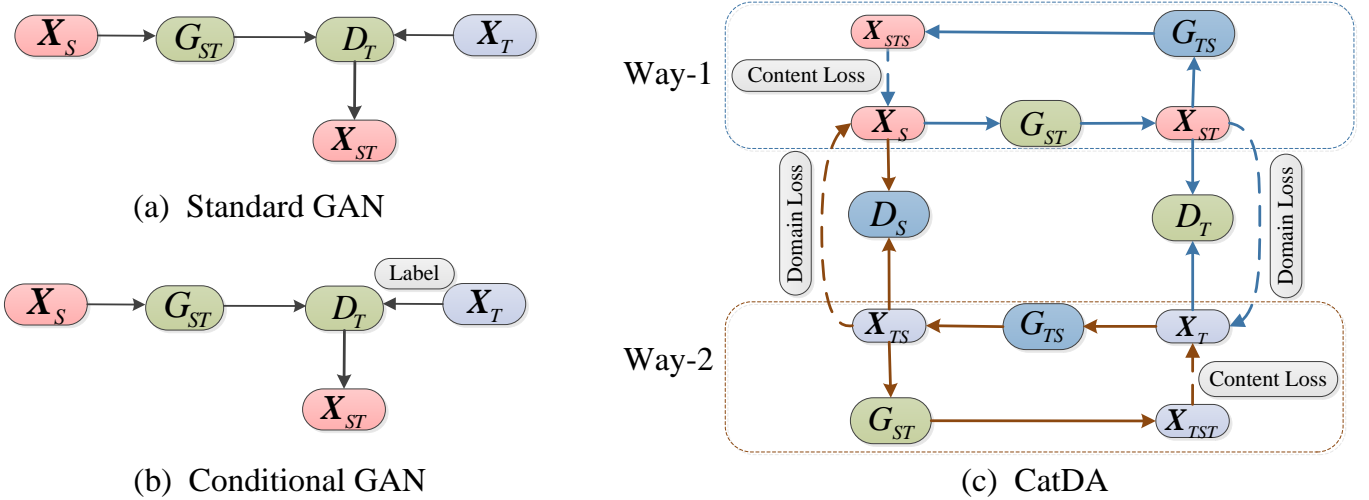 X_S G_ST D_T X_T
X_ST
(a) Standard GAN
Label
X_S G_ST D_T X_T
X_ST
(b) Conditional GAN
X_STS G_TS
Way-1
Content Loss
X_S G_ST X_ST
Domain Loss
D_S D_T
Domain Loss
X_TS G_TS X_T
Way-2
Content Loss
G_ST X_TST
(c) CatDA